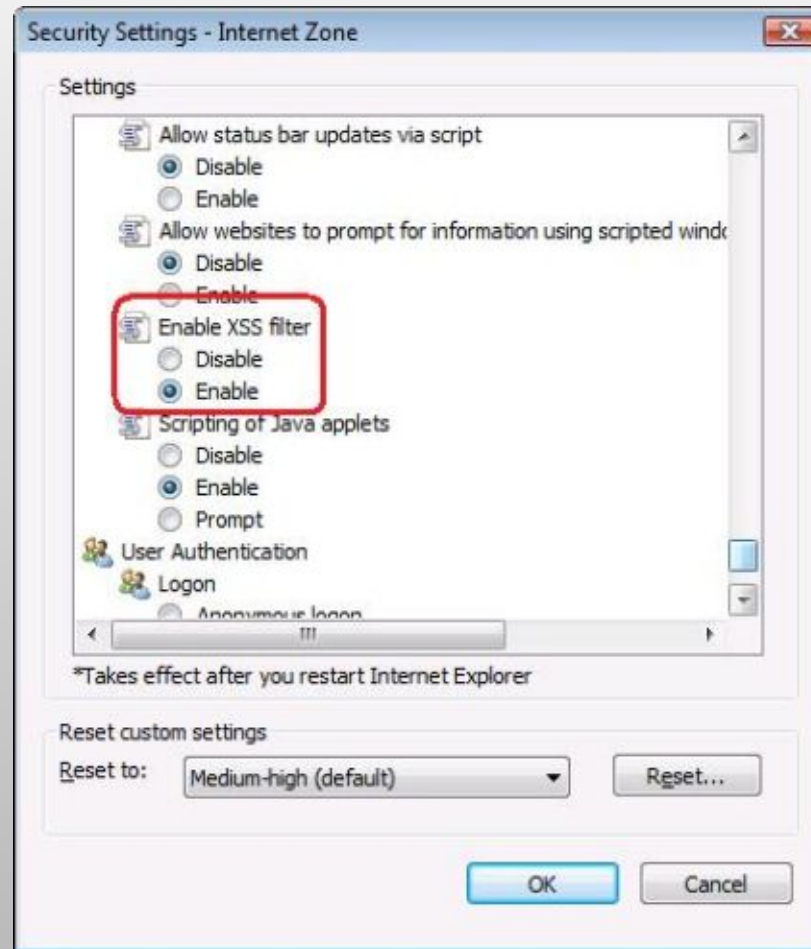 Security Settings - Internet Zone
Settings
Allow status bar updates via script
Disable
Enable
Allow websites to prompt for information using scripted
Disable
Enable
Enable XSS filter
Disable
Enable
Scripting of Java applets
Disable
Enable
Prompt
User Authentication
Logon
Anonymous logon
*Takes effect after you restart Internet Explorer
Reset custom settings
Reset to:
Medium-high (default)
Reset...
OK
Cancel